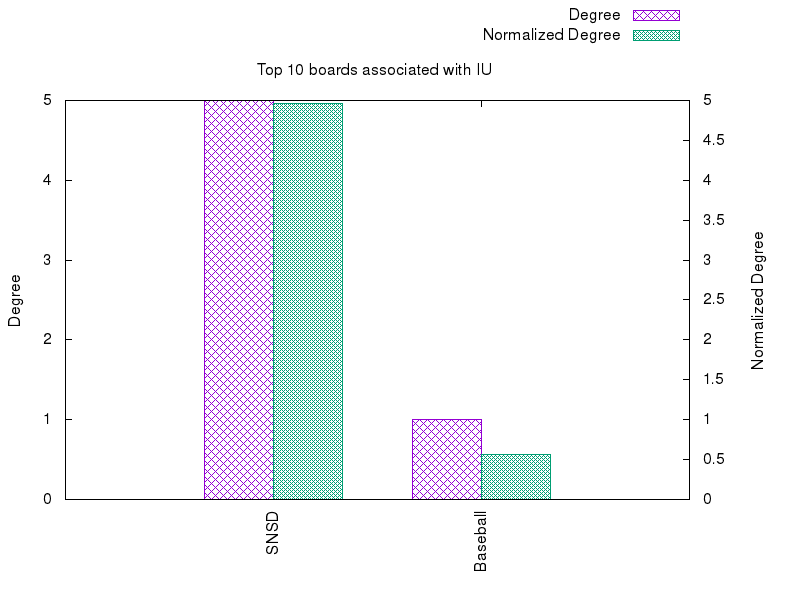 Degree
Normalized Degree
Top 10 boards associated with IU
5
4
3
2
1
0
5
4.5
4
3.5
3
2.5
2
1.5
1
0.5
0
Degree
Normalized Degree
SNSD
Baseball